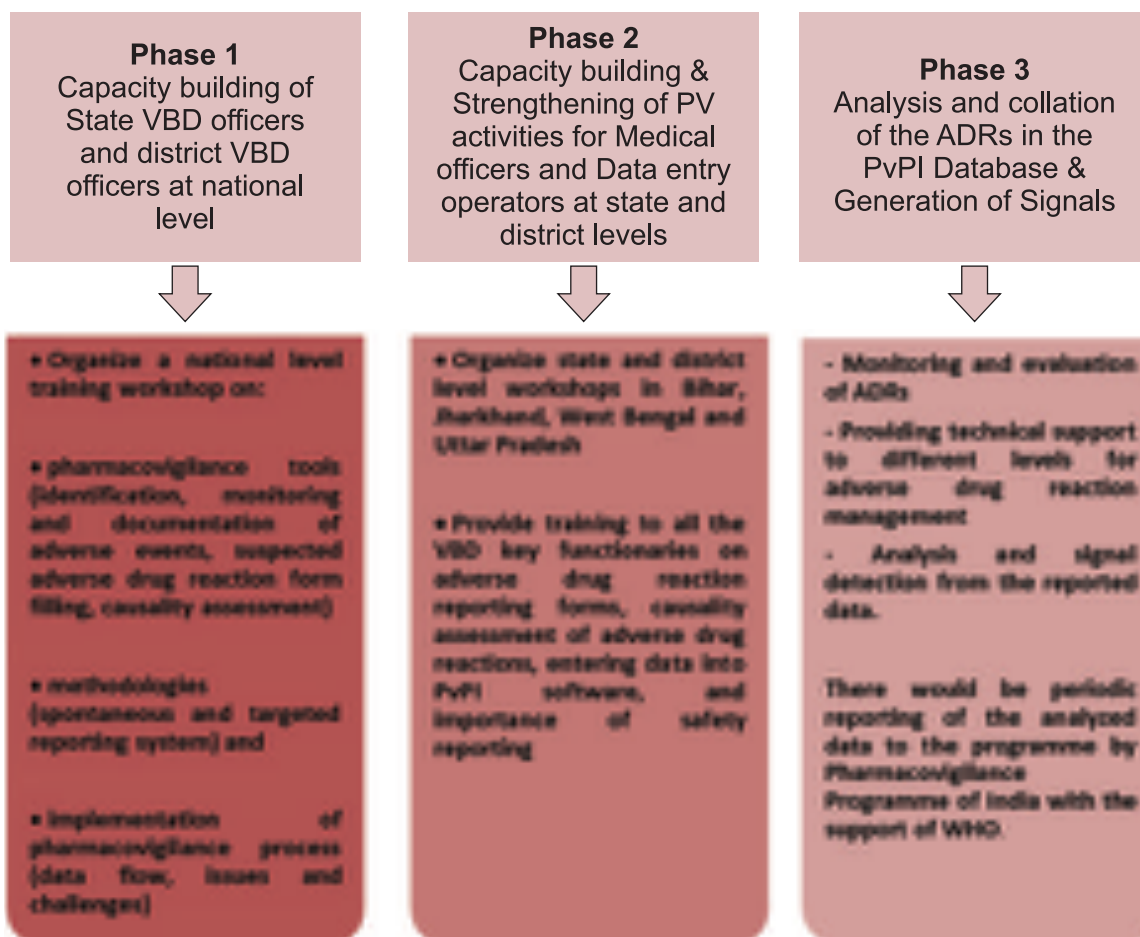 Phase 1
Capacity building of
State VBD officers
and district VBD
officers at national
level
Phase 2
Capacity building &
Strengthening of PV
activities for Medical
officers and Data entry
operators at state and
district levels
Phase 3
Analysis and collation
of the ADRs in the
PvPI Database &
Generation of Signals
• Organize a national level
training workshop on:
• pharmacovigilance tools
(identification, monitoring
and documentation of
adverse events, suspected
adverse drug reaction form
filling, causality assessment)
• methodologies
(spontaneous and targeted
reporting system) and
• implementation of
pharmacovigilance process
(data flow, issues and
challenges)
• Organize state and district
level workshops in Bihar,
Jharkhand, West Bengal and
Uttar Pradesh
• Provide training to all the
VBD key functionaries on
adverse drug reaction
reporting forms, causality
assessment of adverse drug
reactions, entering data into
PvPI software, and
importance of safety
reporting
- Monitoring and evaluation
of ADRs
- Providing technical support
to different levels for
adverse drug reaction
management
- Analysis and signal
detection from the reported
data.
There would be periodic
reporting of the analyzed
data to the programme by
Pharmacovigilance
Programme of India with the
support of WHO.